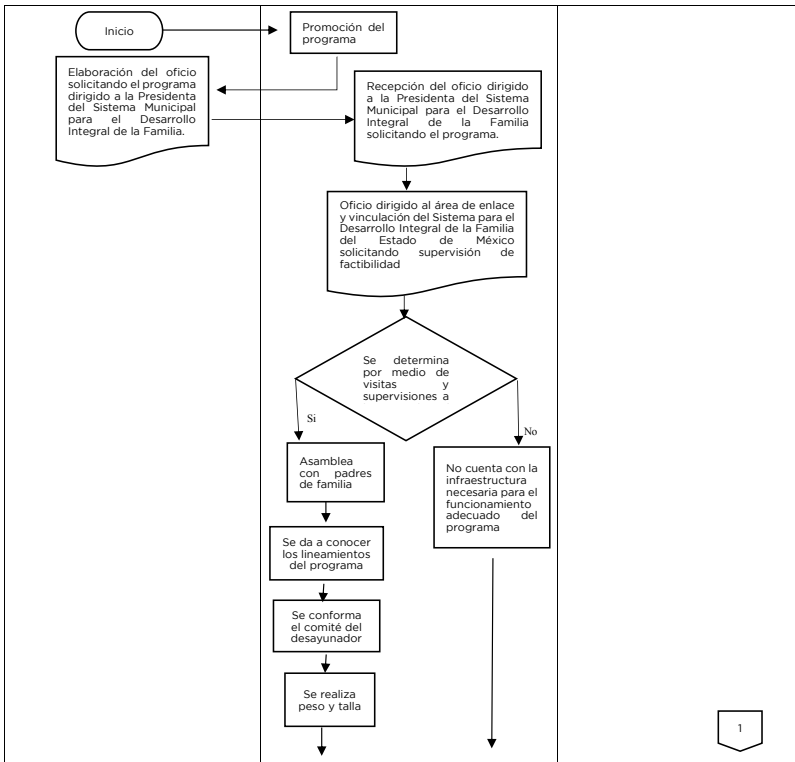 Inicio
Promoción del
programa
Elaboración del oficio
solicitando el programa
dirigido a la Presidenta
del Sistema Municipal
para el Desarrollo
Integral de la Familia.
Recepción del oficio dirigido
a la Presidenta del Sistema
Municipal para el Desarrollo
Integral de la Familia
solicitando el programa.
Oficio dirigido al área de enlace
y vinculación del Sistema para el
Desarrollo Integral de la Familia
del Estado de México
solicitando supervisión de
factibilidad
Se determina
por medio de
visitas y
supervisiones a
Si
No
Asamblea
con padres
de familia
No cuenta con la
infraestructura
necesaria para el
funcionamiento
adecuado del
programa
Se da a conocer
los lineamientos
del programa
Se conforma
el comité del
desayunador
Se realiza
peso y talla
1